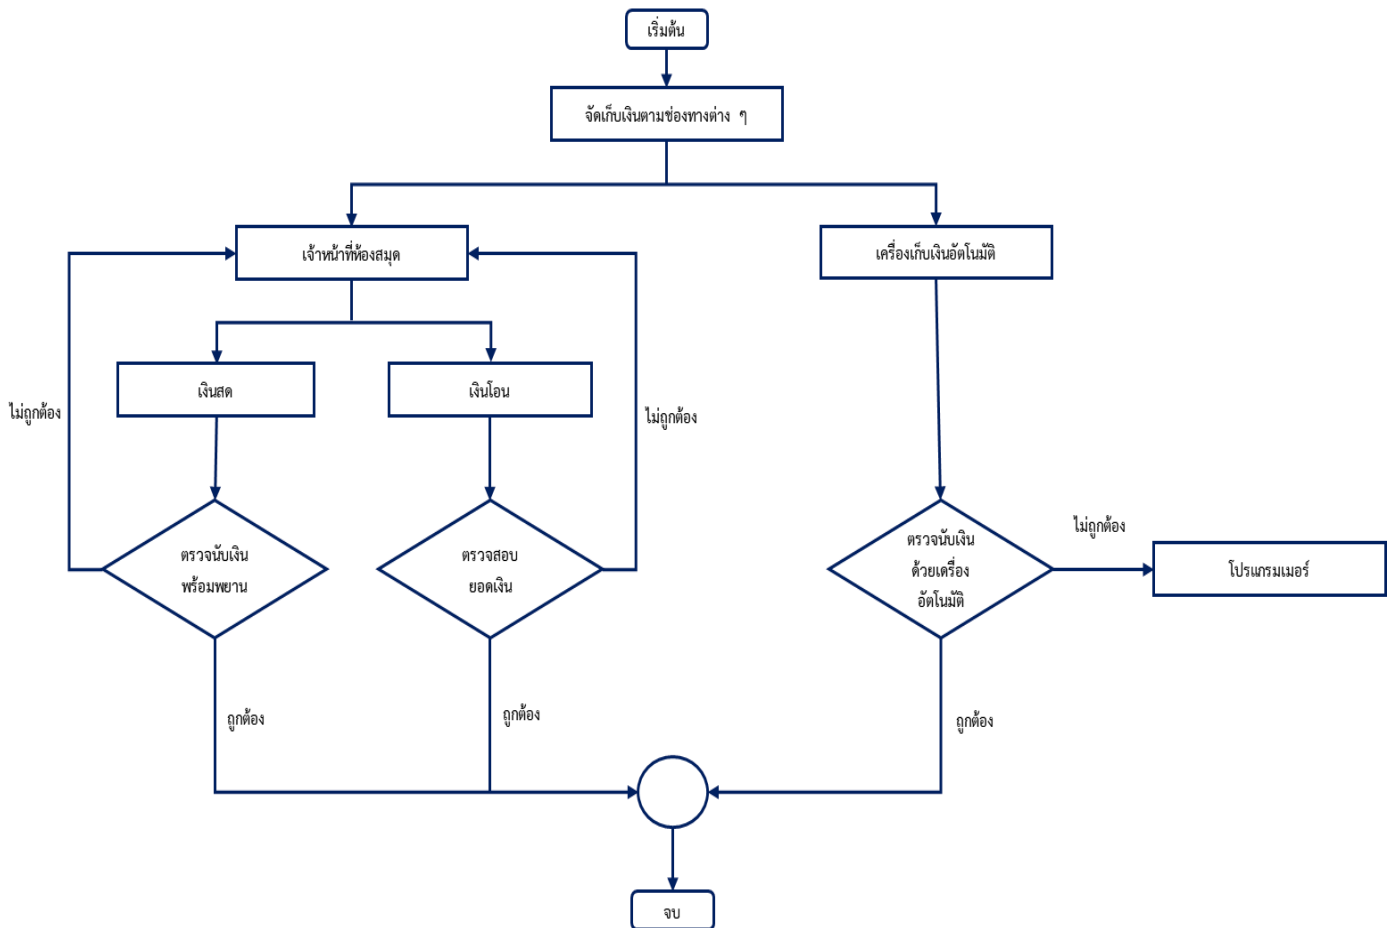 เริ่มต้น
จัดเก็บเงินตามช่องทางต่าง ๆ
เจ้าหน้าที่ห้องสมุด
เครื่องเก็บเงินอัตโนมัติ
เงินสด
เงินโอน
ไม่ถูกต้อง
ไม่ถูกต้อง
ตรวจนับเงิน
พร้อมพยาน
ตรวจสอบ
ยอดเงิน
ตรวจนับเงิน
ด้วยเครื่อง
อัตโนมัติ
ไม่ถูกต้อง
โปรแกรมเมอร์
ถูกต้อง
ถูกต้อง
ถูกต้อง
จบ